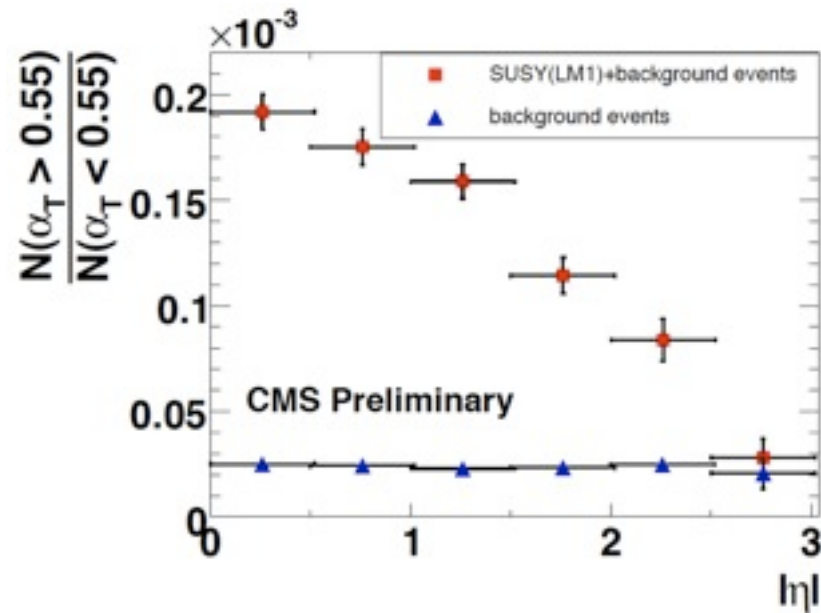 ×10⁻³
N(α_T > 0.55)
N(α_T < 0.55)
SUSY(LM1)+background events
background events
0.2
0.15
0.1
0.05
0
CMS Preliminary
0 1 2 3
|η|